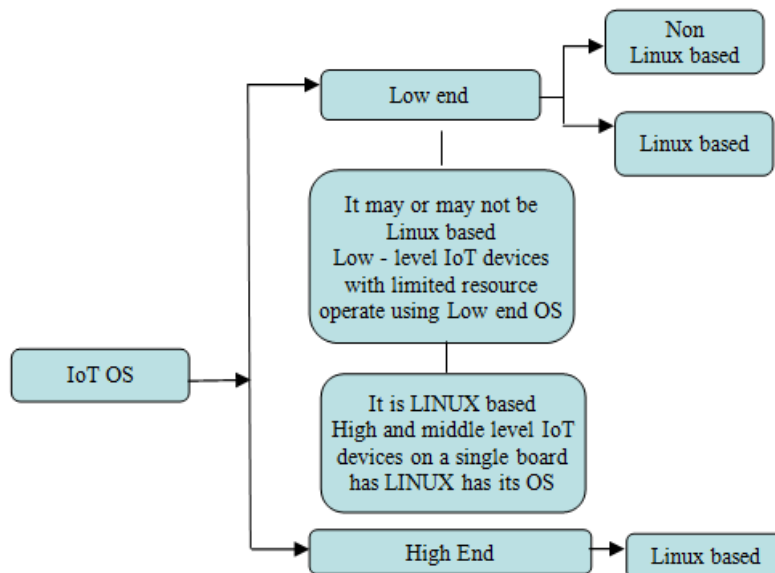 Non
Linux based
Low end
Linux based
It may or may not be
Linux based
Low - level IoT devices
with limited resource
operate using Low end OS
IoT OS
It is LINUX based
High and middle level IoT
devices on a single board
has LINUX has its OS
High End
Linux based